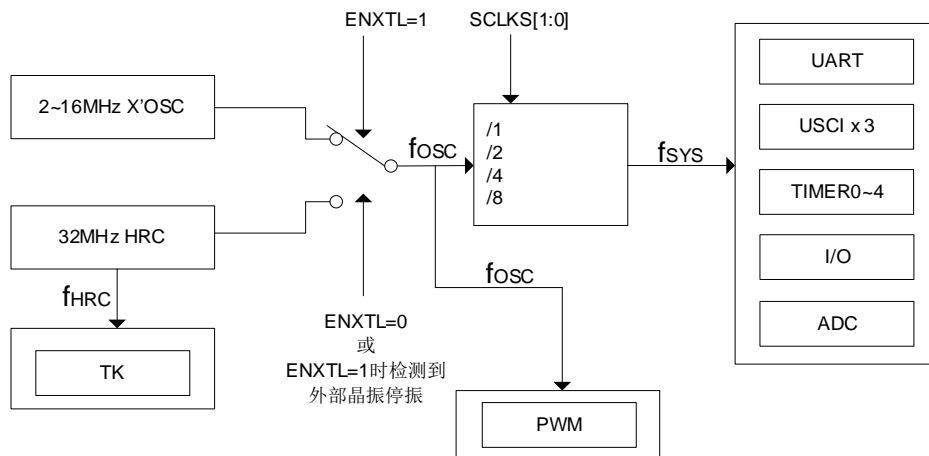 ENXTL=1
SCLKS[1:0]
2~16MHz X'OSC
/1
/2
/4
/8
fOSC
fSYS
UART
USCI x 3
TIMER0~4
I/O
ADC
32MHz HRC
fHRC
TK
fOSC
ENXTL=0
或
ENXTL=1时检测到
外部晶振停振
PWM